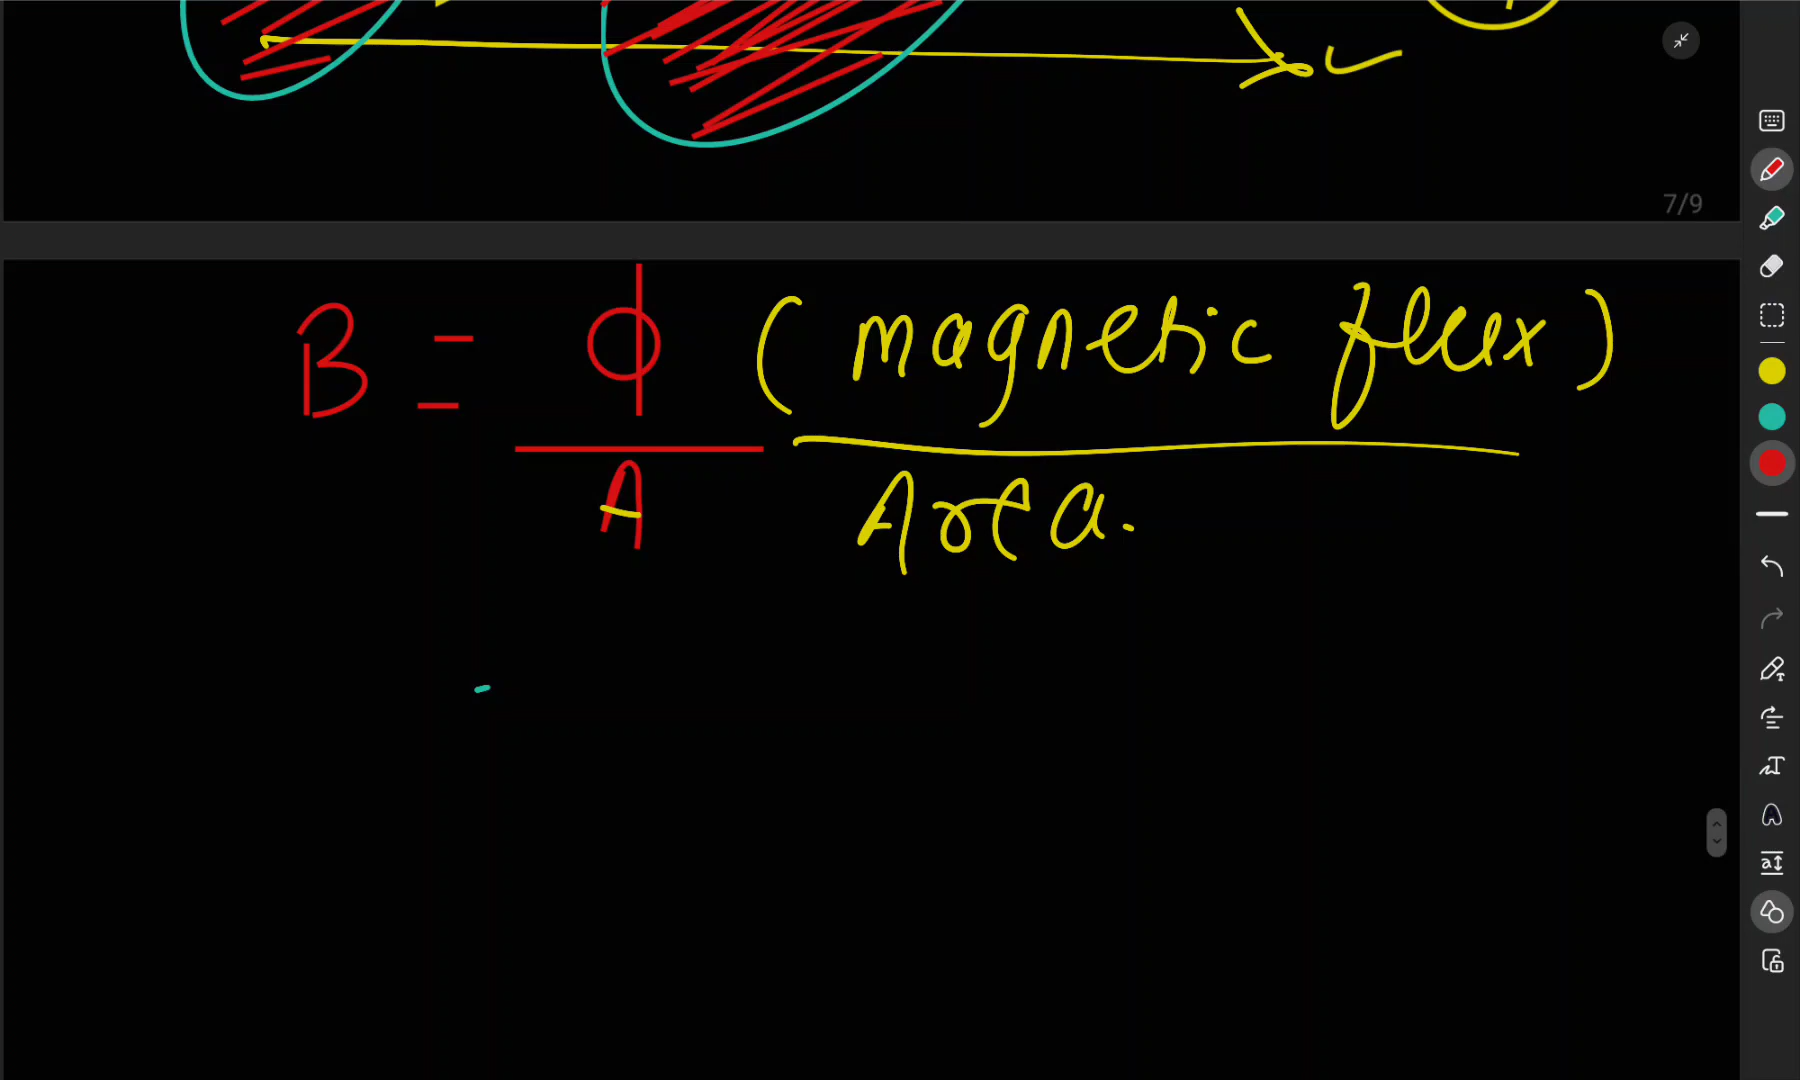 7/9
B = ϕ ( magnetic flux )
A Area.